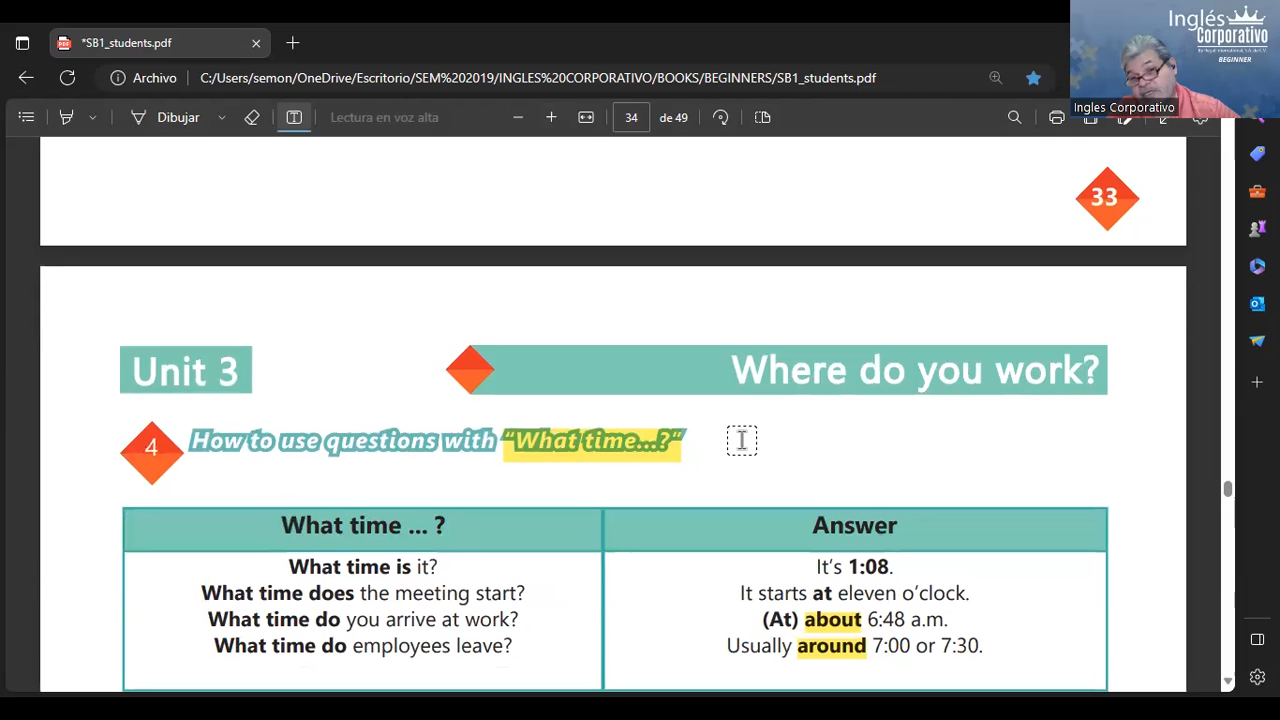 *SB1_students.pdf
Inglés
Corporativo
BEGINNER
Archivo
C:/Users/semon/OneDrive/Escritorio/SEM%202019/INGLES%20CORPORATIVO/BOOKS/BEGINNERS/SB1_students.pdf
Ingles Corporativo
Dibujar
Lectura en voz alta
34
de 49
33
Unit 3
Where do you work?
4
How to use questions with “What time...?”
What time ... ?
Answer
What time is it?
It’s 1:08.
What time does the meeting start?
It starts at eleven o’clock.
What time do you arrive at work?
(At) about 6:48 a.m.
What time do employees leave?
Usually around 7:00 or 7:30.